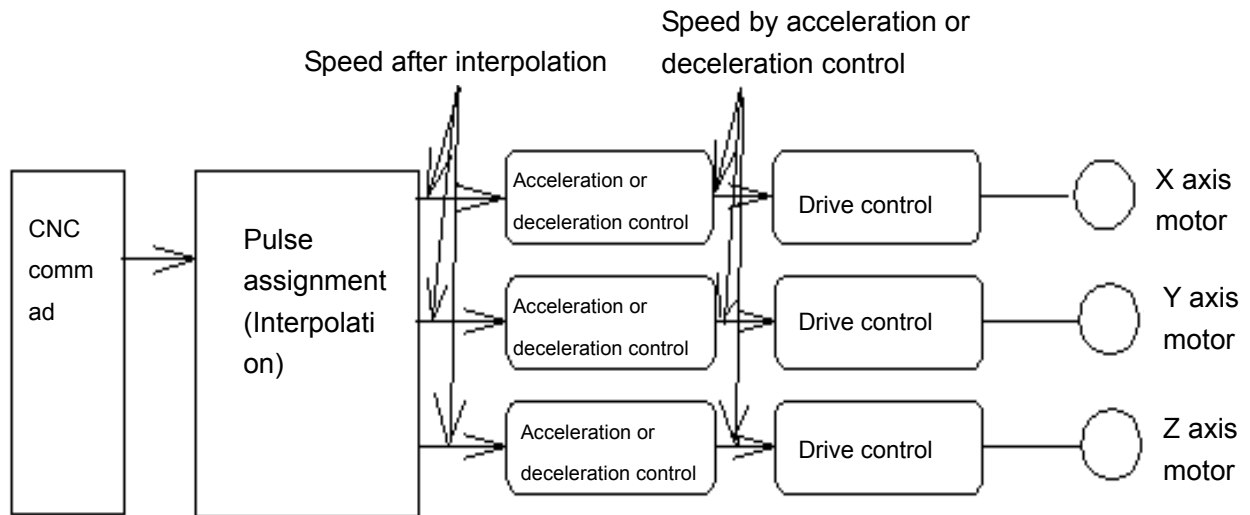 Speed by acceleration or
deceleration control
Speed after interpolation
CNC
comm
ad
Pulse
assignment
(Interpolati
on)
Acceleration or
deceleration control
Drive control
X axis
motor
Acceleration or
deceleration control
Drive control
Y axis
motor
Acceleration or
deceleration control
Drive control
Z axis
motor